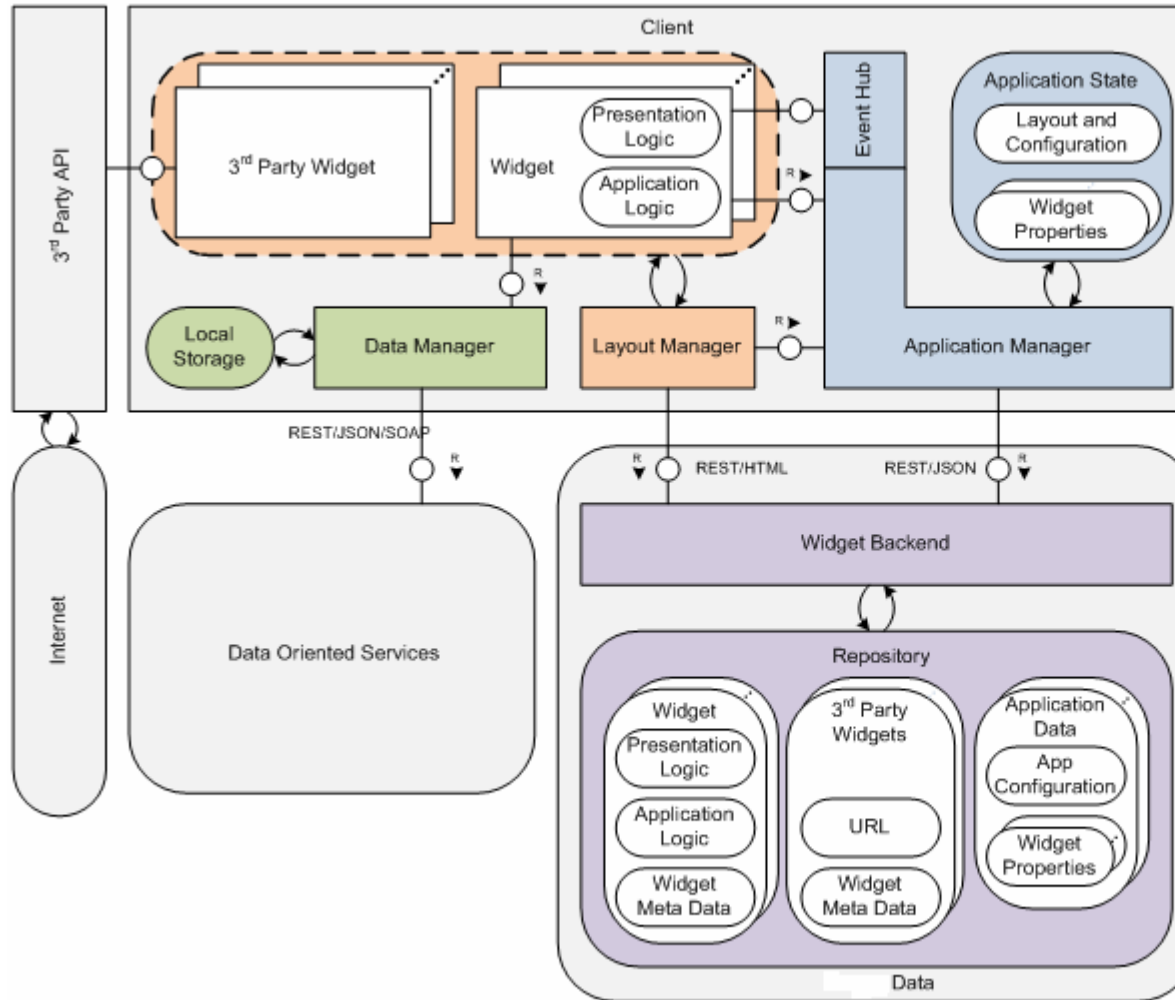 Client
3rd Party API
3rd Party Widget
Widget
Presentation
Logic
Application
Logic
Event Hub
R
Application State
Layout and
Configuration
Widget
Properties
R
Local
Storage
Data Manager
Layout Manager
R
Application Manager
REST/JSON/SOAP
R
R
REST/HTML
REST/JSON
R
Internet
Data Oriented Services
Widget Backend
Repository
Widget
Presentation
Logic
Application
Logic
Widget
Meta Data
3rd Party
Widgets
URL
Widget
Meta Data
Application
Data
App
Configuration
Widget
Properties
Data